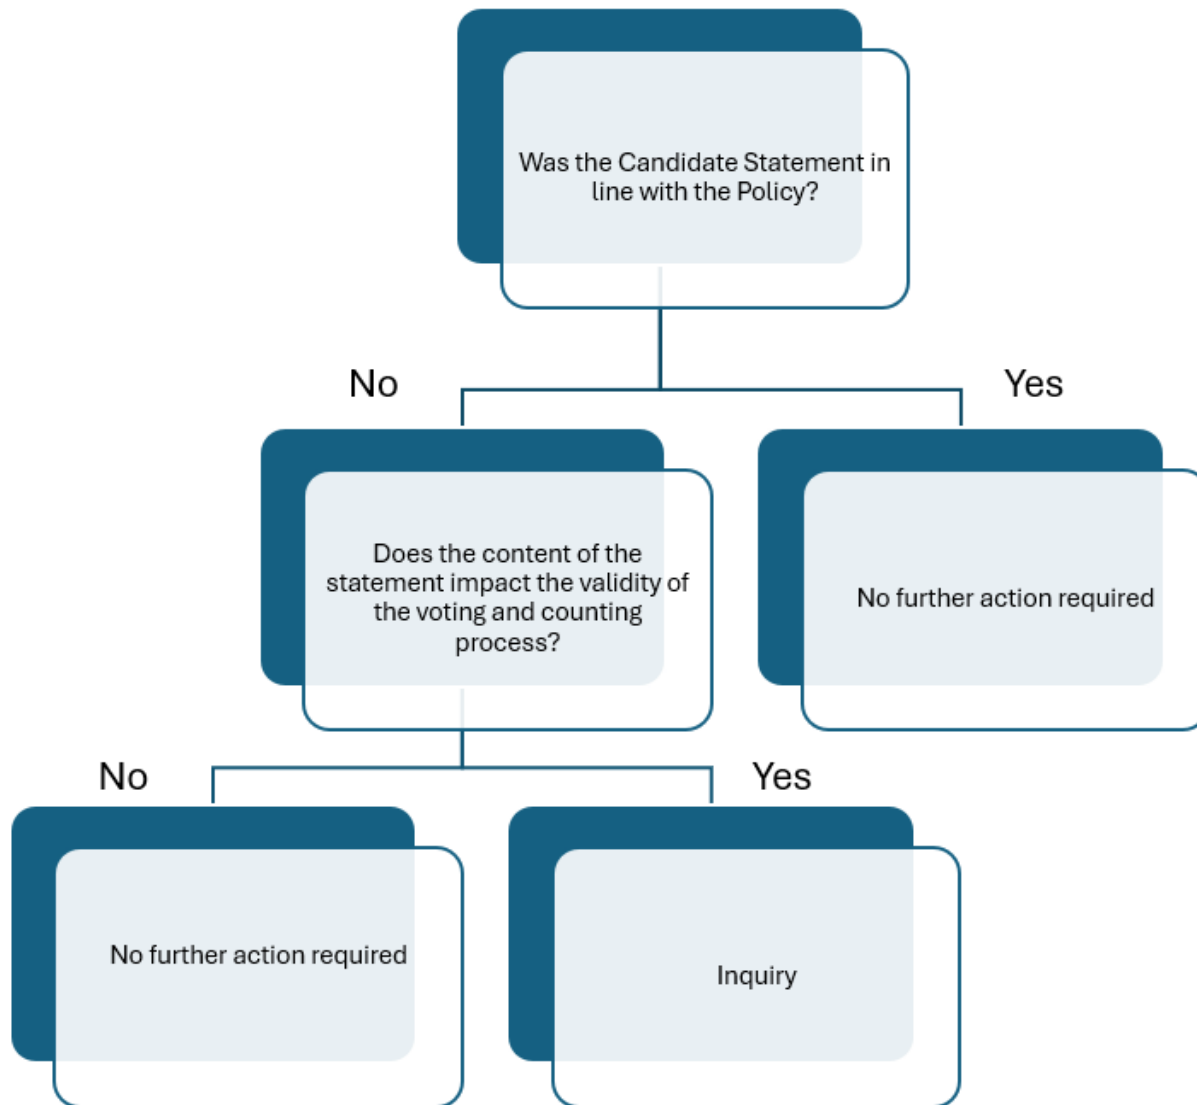 Was the Candidate Statement in
line with the Policy?
No
Yes
Does the content of the
statement impact the validity of
the voting and counting
process?
No further action required
No
Yes
No further action required
Inquiry